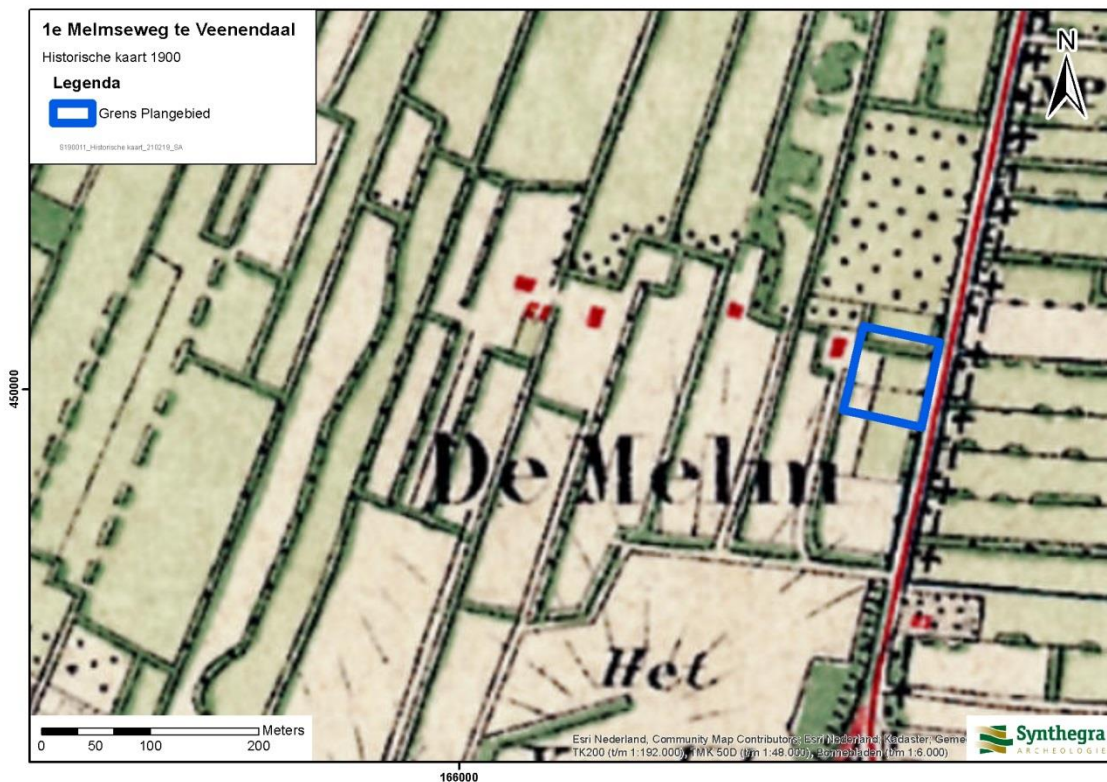 1e Melmseweg te Veenendaal
Historische kaart 1900
Legenda
Grens Plangebied
S190011_Historische kaart_210219_SA
N
450000
De Melm
Het
0 50 100 200 Meters
Esri Nederland, Community Map Contributors; Esri Nederland; Kadaster, Geme
TK200 (t/m 1:192.000), TMK 50D (t/m 1:48.000), Bonnebladen (t/m 1:6.000)
Synthegra
ARCHEOLOGIE
166000